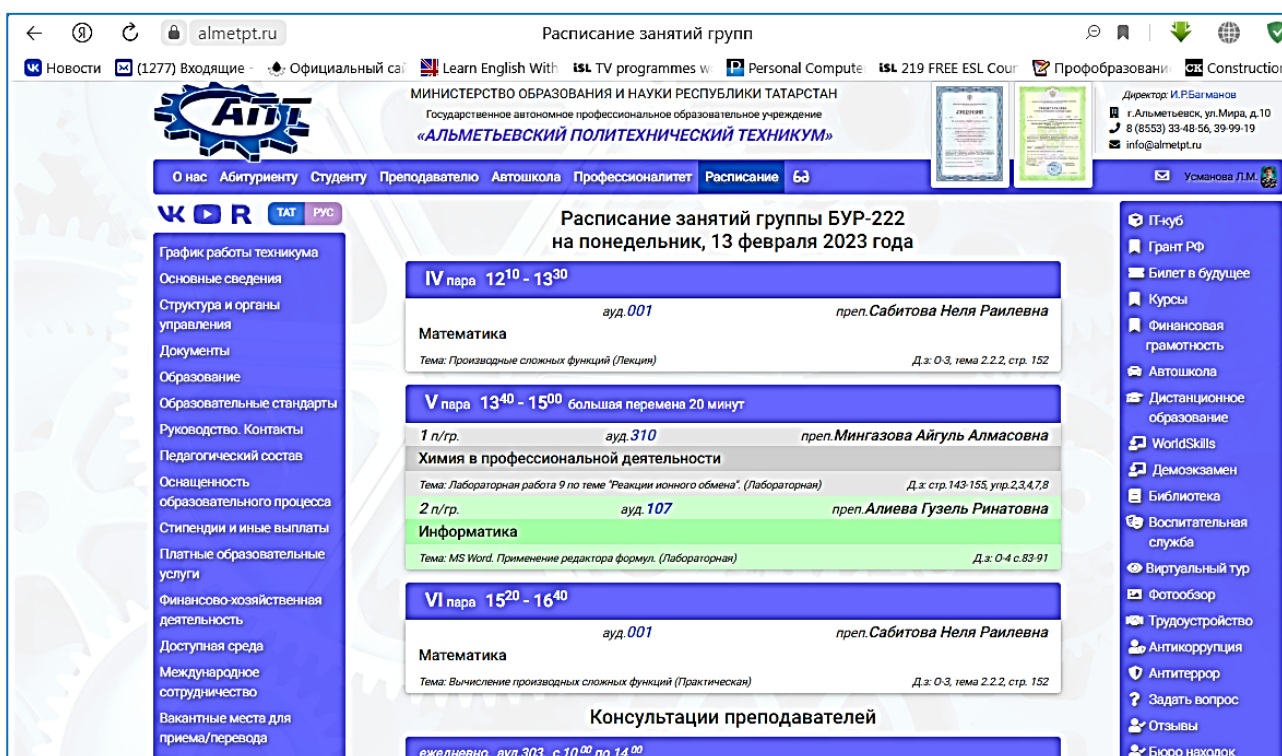 almetpt.ru
Расписание занятий групп
Новости
(1277) Входящие -
Официальный сай
Learn English With
iSL TV programmes w
Personal Compute
iSL 219 FREE ESL Cour
Профобразовани
СК Construction
АПТ
МИНИСТЕРСТВО ОБРАЗОВАНИЯ И НАУКИ РЕСПУБЛИКИ ТАТАРСТАН
Государственное автономное профессиональное образовательное учреждение
«АЛЬМЕТЬЕВСКИЙ ПОЛИТЕХНИЧЕСКИЙ ТЕХНИКУМ»
Директор: И.Р.Багманов
г.Альметьевск, ул.Мира, д.10
8 (8553) 33-48-56, 39-99-19
info@almetpt.ru
О нас Абитуриенту Студенту Преподавателю Автошкола Профессионалитет Расписание
Усманова Л.М.
ТАТ РУС
График работы техникума
Основные сведения
Структура и органы
управления
Документы
Образование
Образовательные стандарты
Руководство. Контакты
Педагогический состав
Оснащенность
образовательного процесса
Стипендии и иные выплаты
Платные образовательные
услуги
Финансово-хозяйственная
деятельность
Доступная среда
Международное
сотрудничество
Вакантные места для
приема/перевода
Расписание занятий группы БУР-222
на понедельник, 13 февраля 2023 года
IV пара 12¹⁰ - 13³⁰
ауд.001 преп.Сабитова Неля Раилевна
Математика
Тема: Производные сложных функций (Лекция) Д.з: О-3, тема 2.2.2, стр. 152
V пара 13⁴⁰ - 15⁰⁰ большая перемена 20 минут
1 п/гр. ауд.310 преп.Мингазова Айгуль Алмасовна
Химия в профессиональной деятельности
Тема: Лабораторная работа 9 по теме "Реакции ионного обмена". (Лабораторная) Д.з: стр.143-155, упр.2,3,4,7,8
2 п/гр. ауд.107 преп.Алиева Гузель Ринатовна
Информатика
Тема: MS Word. Применение редактора формул. (Лабораторная) Д.з: О-4 с.83-91
VI пара 15²⁰ - 16⁴⁰
ауд.001 преп.Сабитова Неля Раилевна
Математика
Тема: Вычисление производных сложных функций (Практическая) Д.з: О-3, тема 2.2.2, стр. 152
Консультации преподавателей
ежедневно, ауд.303, с 10⁰⁰ по 14⁰⁰
IT-куб
Грант РФ
Билет в будущее
Курсы
Финансовая
грамотность
Автошкола
Дистанционное
образование
WorldSkills
Демоэкзамен
Библиотека
Воспитательная
служба
Виртуальный тур
Фотообзор
Трудоустройство
Антикоррупция
Антитеррор
Задать вопрос
Отзывы
Бюро находок